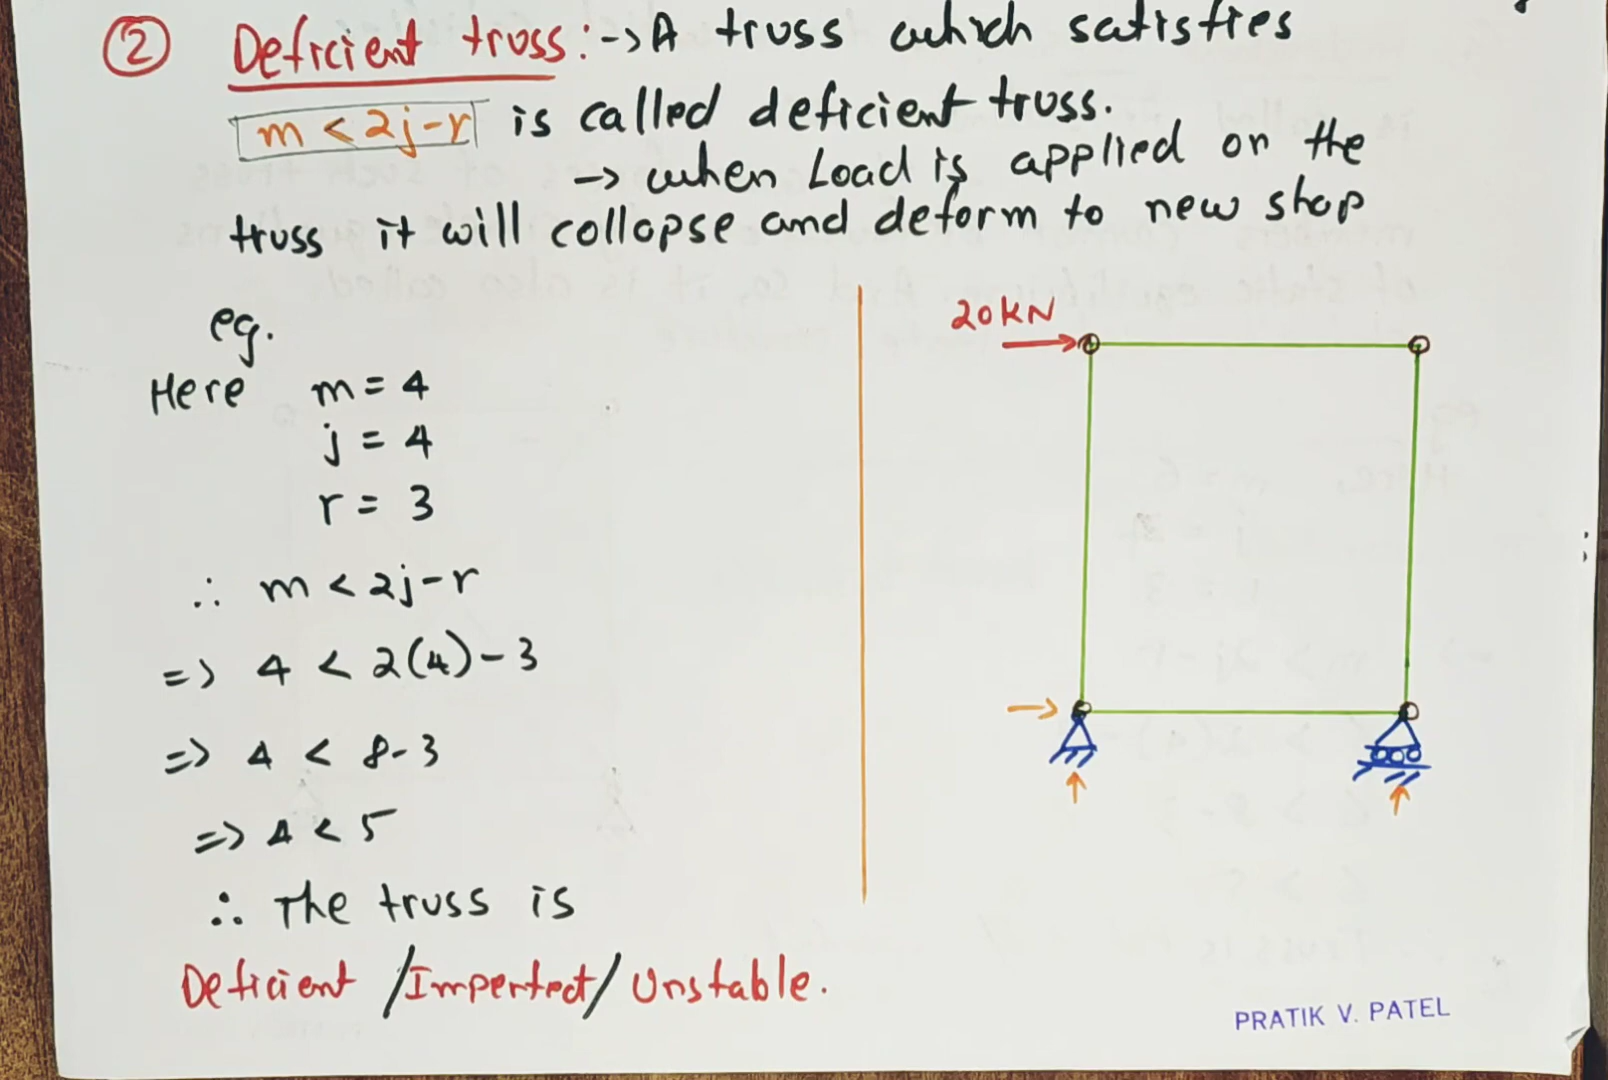 ② Deficient truss:-> A truss which satisfies
m < 2j-r is called deficient truss.
-> when Load is applied on the
truss it will collapse and deform to new shap
eg.
Here m = 4
j = 4
r = 3
∴ m < 2j-r
=> 4 < 2(4)-3
=> 4 < 8-3
=> 4 < 5
∴ The truss is
Deficient /Imperfect/ Unstable.
20KN
PRATIK V. PATEL